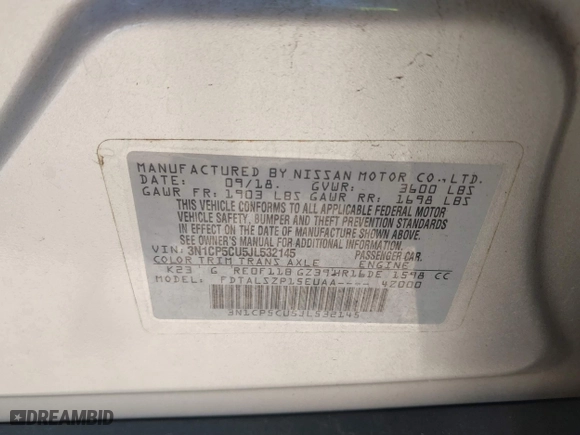 MANUFACTURED BY NISSAN MOTOR CO.,LTD.
DATE: 09/18. GVWR: 3600 LBS
GAWR FR: 1903 LBS GAWR RR: 1698 LBS
THIS VEHICLE CONFORMS TO ALL APPLICABLE FEDERAL MOTOR
VEHICLE SAFETY, BUMPER AND THEFT PREVENTION STANDARDS
IN EFFECT ON THE DATE OF MANUFACTURE SHOWN ABOVE.
SEE OWNER'S MANUAL FOR ADDITIONAL INFORMATION.
VIN: 3N1CP5CU5JL532145 PASSENGER CAR.
COLOR TRIM TRANS AXLE ENGINE
K23 G RE0F11B HR16DE 1598 CC
MODEL: FDTALSZP15EUAA---- 42000
3N1CP5CU5JL532145
DREAMBID